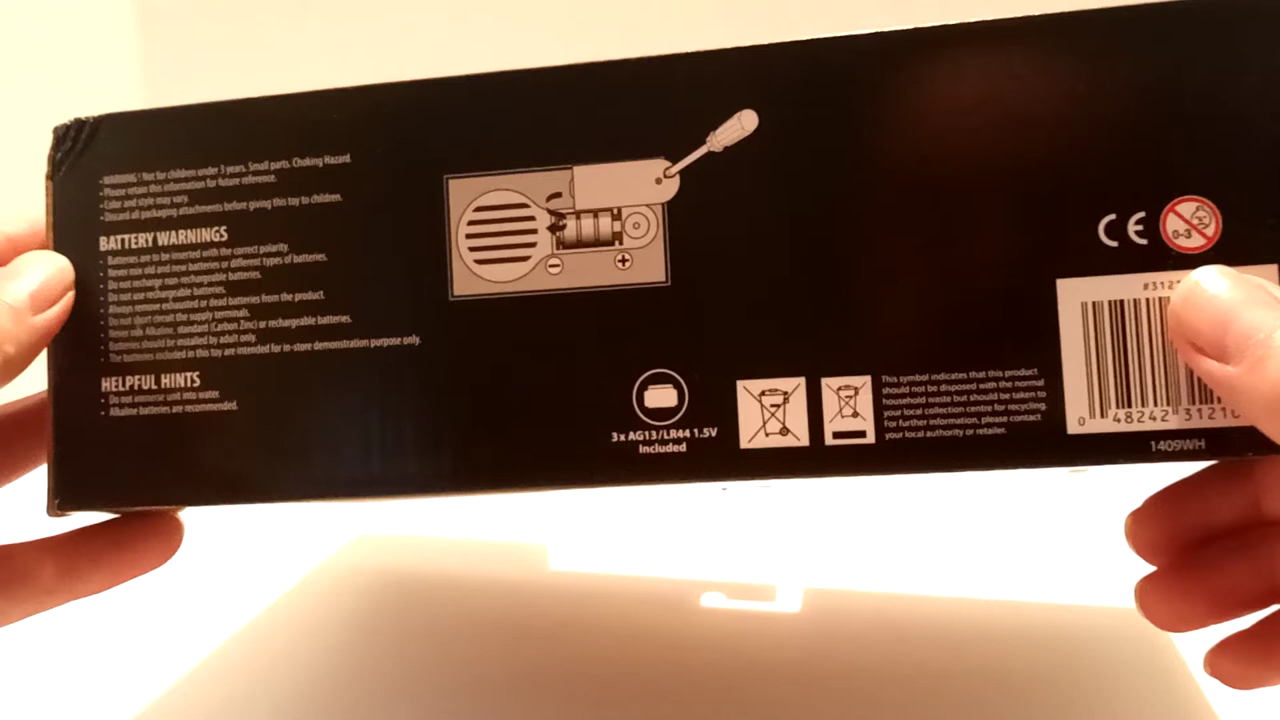 • WARNING ! Not for children under 3 years. Small parts. Choking Hazard.
• Please retain this information for future reference.
• Color and style may vary.
• Discard all packaging attachments before giving this toy to children.
BATTERY WARNINGS
• Batteries are to be inserted with the correct polarity.
• Never mix old and new batteries or different types of batteries.
• Do not recharge non-rechargeable batteries.
• Do not use rechargeable batteries.
• Always remove exhausted or dead batteries from the product.
• Do not short circuit the supply terminals.
• Never mix Alkaline, standard (Carbon Zinc) or rechargeable batteries.
• Batteries should be installed by adult only.
• The batteries included in this toy are intended for in-store demonstration purpose only.
HELPFUL HINTS
• Do not immerse unit into water.
• Alkaline batteries are recommended.
− +
3x AG13/LR44 1.5V
Included
This symbol indicates that this product
should not be disposed with the normal
household waste but should be taken to
your local collection centre for recycling.
For further information, please contact
your local authority or retailer.
CE
0-3
#312
0 48242 3121
1409WH